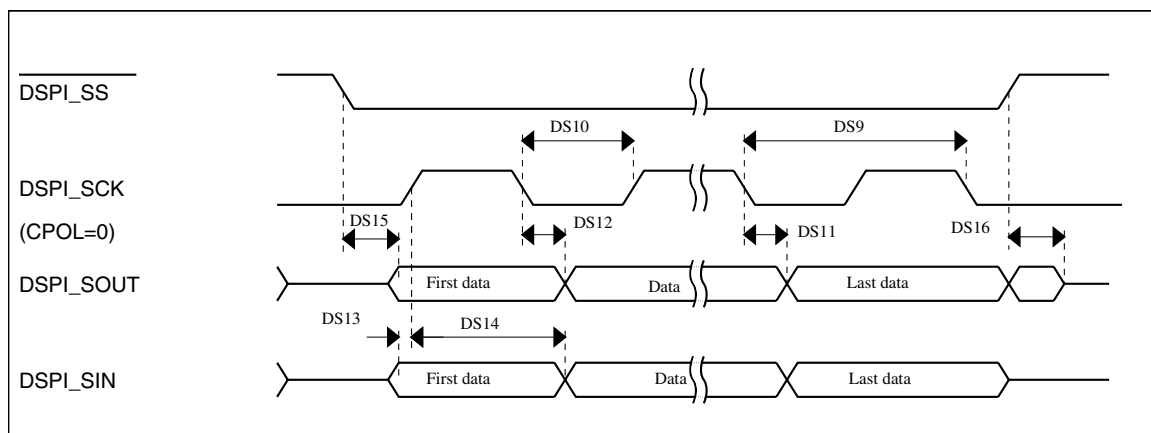 DSPI_SS
DS10
DS9
DSPI_SCK
(CPOL=0)
DS15
DS12
DS11
DS16
DSPI_SOUT
First data
Data
Last data
DS13
DS14
DSPI_SIN
First data
Data
Last data